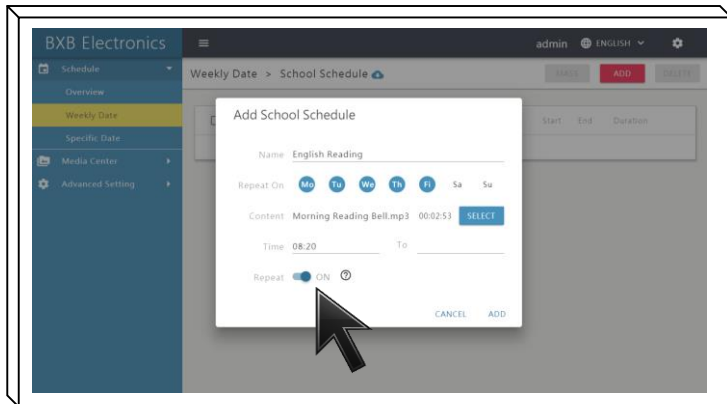 BXB Electronics
admin ENGLISH
Schedule
Weekly Date > School Schedule
ADD DELETE
Overview
Weekly Date
Specific Date
Media Center
Advanced Setting
Start End Duration
Add School Schedule
Name English Reading
Repeat On Mo Tu We Th Fi Sa Su
Content Morning Reading Bell.mp3 00:02:53 SELECT
Time 08:20 To
Repeat ON ?
CANCEL ADD